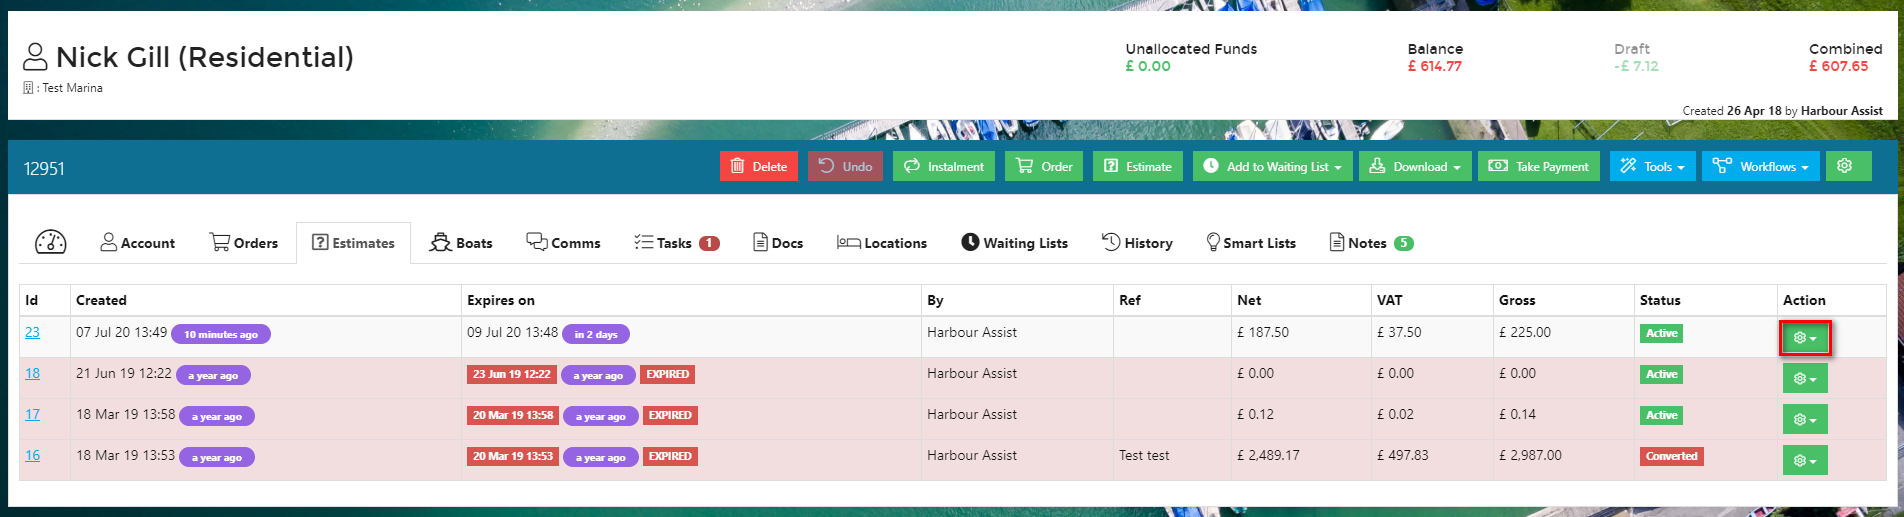 Nick Gill (Residential)
: Test Marina
Unallocated Funds Balance Draft Combined
£ 0.00 £ 614.77 -£ 7.12 £ 607.65
Created 26 Apr 18 by Harbour Assist
12951 Delete Undo Instalment Order Estimate Add to Waiting List Download Take Payment Tools Workflows
Account Orders Estimates Boats Comms Tasks 1 Docs Locations Waiting Lists History Smart Lists Notes 5
Id Created Expires on By Ref Net VAT Gross Status Action
23 07 Jul 20 13:49 10 minutes ago 09 Jul 20 13:48 in 2 days Harbour Assist £ 187.50 £ 37.50 £ 225.00 Active
18 21 Jun 19 12:22 a year ago 23 Jun 19 12:22 a year ago EXPIRED Harbour Assist £ 0.00 £ 0.00 £ 0.00 Active
17 18 Mar 19 13:58 a year ago 20 Mar 19 13:58 a year ago EXPIRED Harbour Assist £ 0.12 £ 0.02 £ 0.14 Active
16 18 Mar 19 13:53 a year ago 20 Mar 19 13:53 a year ago EXPIRED Harbour Assist Test test £ 2,489.17 £ 497.83 £ 2,987.00 Converted